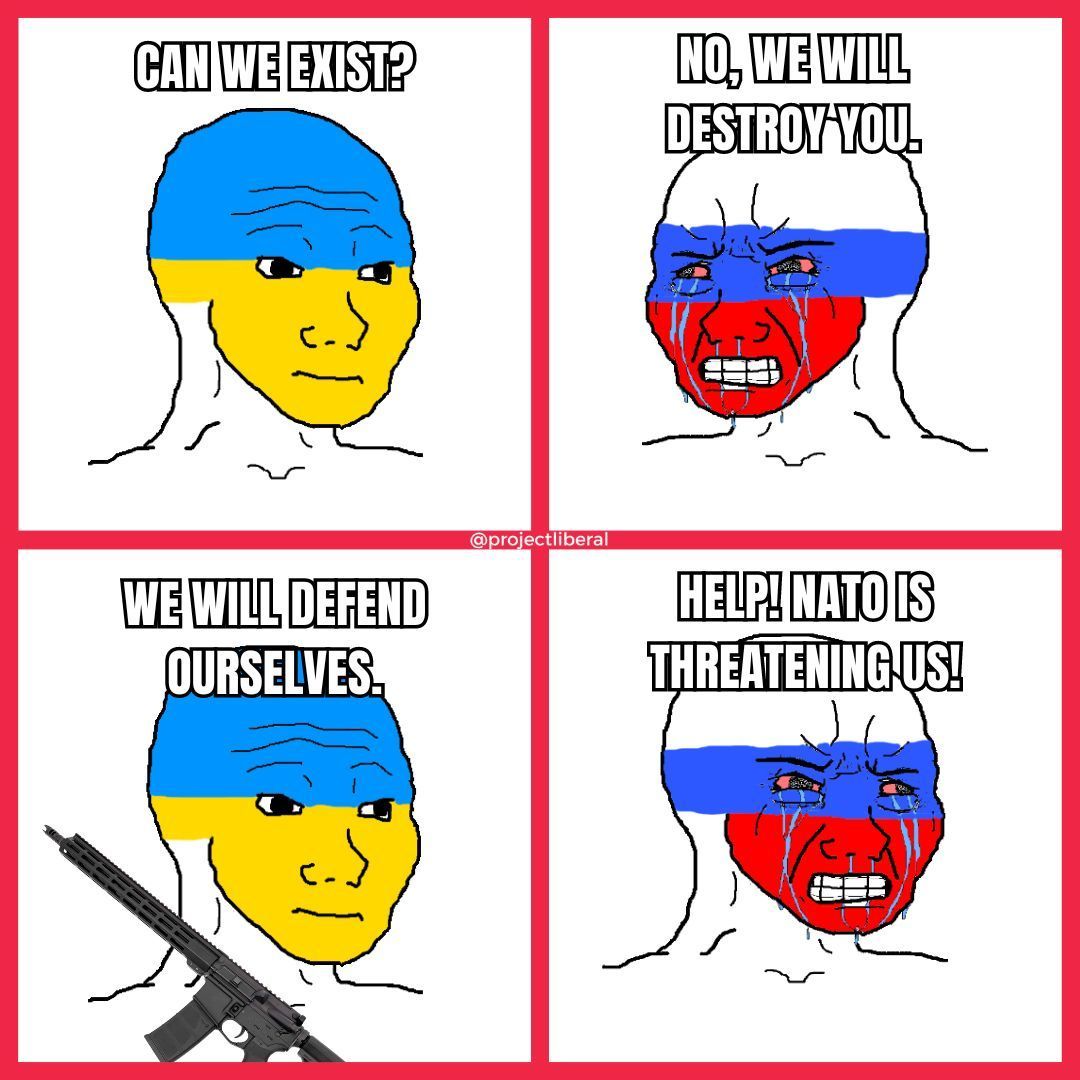 CAN WE EXIST?
NO, WE WILL
DESTROY YOU.
@projectliberal
WE WILL DEFEND
OURSELVES.
HELP! NATO IS
THREATENING US!